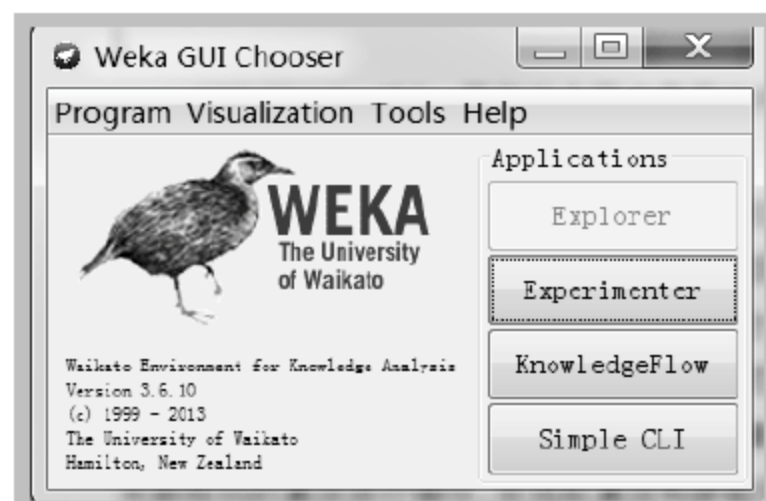 Weka GUI Chooser
Program Visualization Tools Help
WEKA
The University
of Waikato
Waikato Environment for Knowledge Analysis
Version 3.6.10
(c) 1999 - 2013
The University of Waikato
Hamilton, New Zealand
Applications
Explorer
Experimenter
KnowledgeFlow
Simple CLI